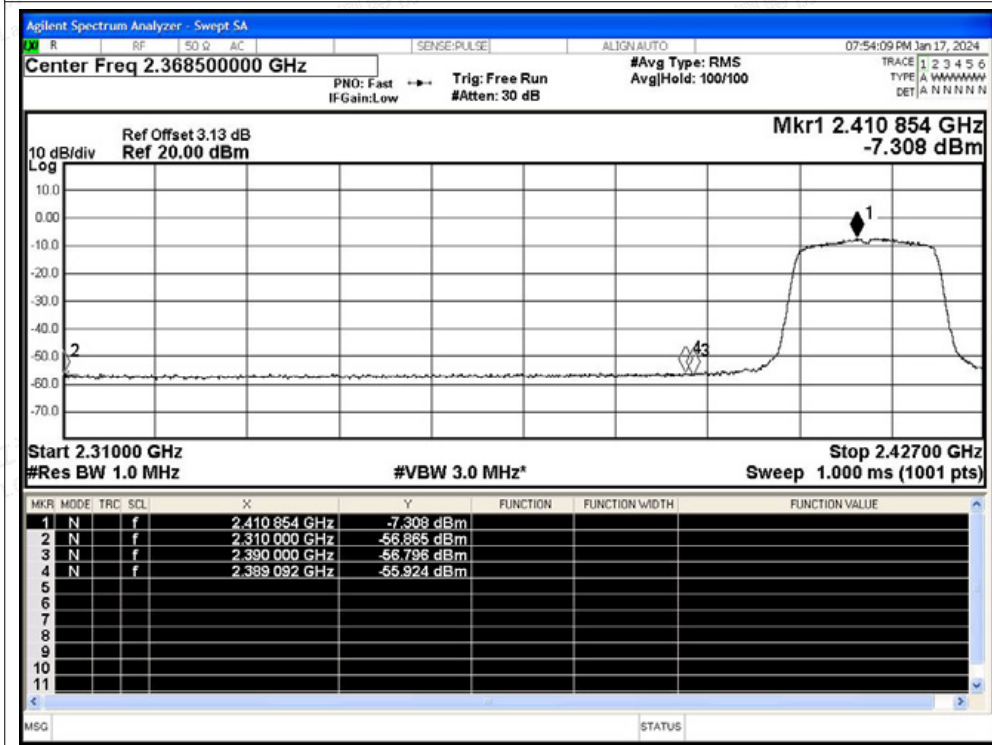 Agilent Spectrum Analyzer - Swept SA
LXI R RF 50 Ω AC SENSE:PULSE ALIGN AUTO 07:54:09 PM Jan 17, 2024
Center Freq 2.368500000 GHz
PNO: Fast
IFGain:Low
Trig: Free Run
#Atten: 30 dB
#Avg Type: RMS
Avg|Hold: 100/100
TRACE 1 2 3 4 5 6
TYPE A WWWWW
DET A N N N N N
Mkr1 2.410 854 GHz
-7.308 dBm
Ref Offset 3.13 dB
10 dB/div Ref 20.00 dBm
Log
10.0
0.00
-10.0
-20.0
-30.0
-40.0
-50.0
-60.0
-70.0
1
2
43
Start 2.31000 GHz Stop 2.42700 GHz
#Res BW 1.0 MHz #VBW 3.0 MHz* Sweep 1.000 ms (1001 pts)
MKR MODE TRC SCL X Y FUNCTION FUNCTION WIDTH FUNCTION VALUE
1 N f 2.410 854 GHz -7.308 dBm
2 N f 2.310 000 GHz -56.865 dBm
3 N f 2.390 000 GHz -56.796 dBm
4 N f 2.389 092 GHz -55.924 dBm
5
6
7
8
9
10
11
MSG STATUS